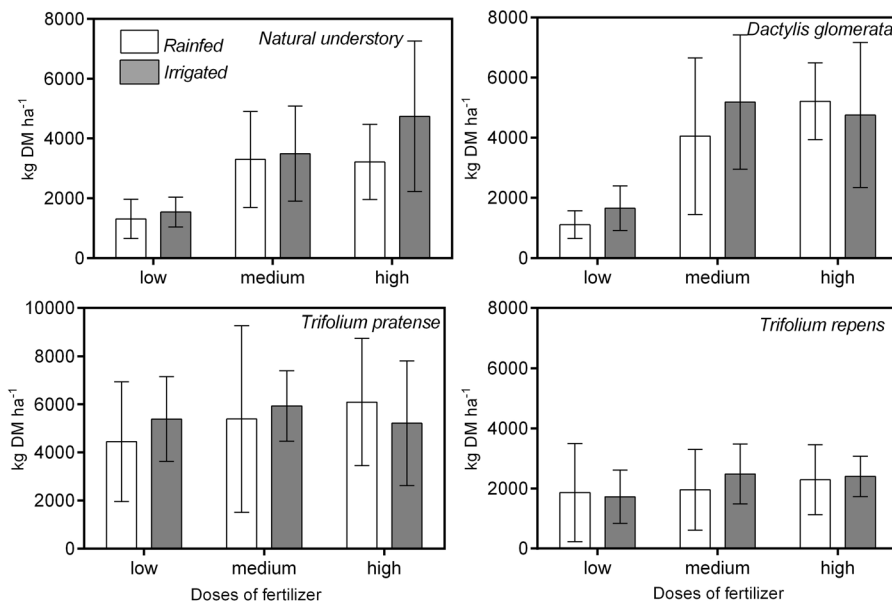 Natural understory
Rainfed
Irrigated
kg DM ha⁻¹
8000
6000
4000
2000
0
low medium high
Dactylis glomerata
kg DM ha⁻¹
8000
6000
4000
2000
0
low medium high
Trifolium pratense
kg DM ha⁻¹
10000
8000
6000
4000
2000
0
low medium high
Doses of fertilizer
Trifolium repens
kg DM ha⁻¹
8000
6000
4000
2000
0
low medium high
Doses of fertilizer